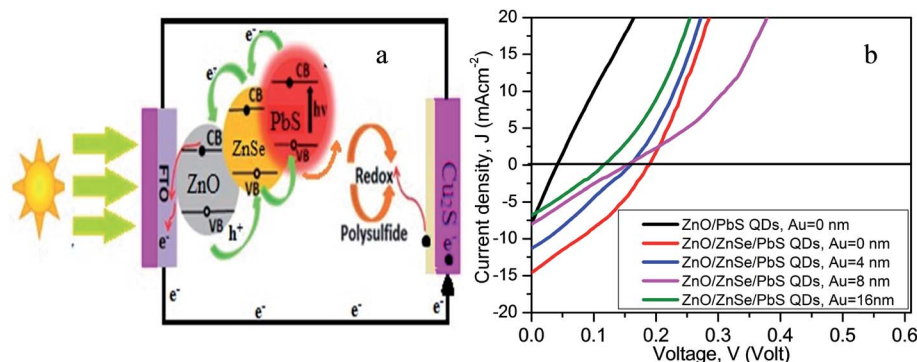 a
e-
e-
CB
hν
PbS
VB
CB
ZnSe
VB
CB
ZnO
VB
h+
FTO
e-
Redox
Polysulfide
Cu2S
e-
e-
e-
e-
e-
b
Current density, J (mAcm-2)
20
15
10
5
0
-5
-10
-15
-20
0.0 0.1 0.2 0.3 0.4 0.5 0.6
Voltage, V (Volt)
ZnO/PbS QDs, Au=0 nm
ZnO/ZnSe/PbS QDs, Au=0 nm
ZnO/ZnSe/PbS QDs, Au=4 nm
ZnO/ZnSe/PbS QDs, Au=8 nm
ZnO/ZnSe/PbS QDs, Au=16nm